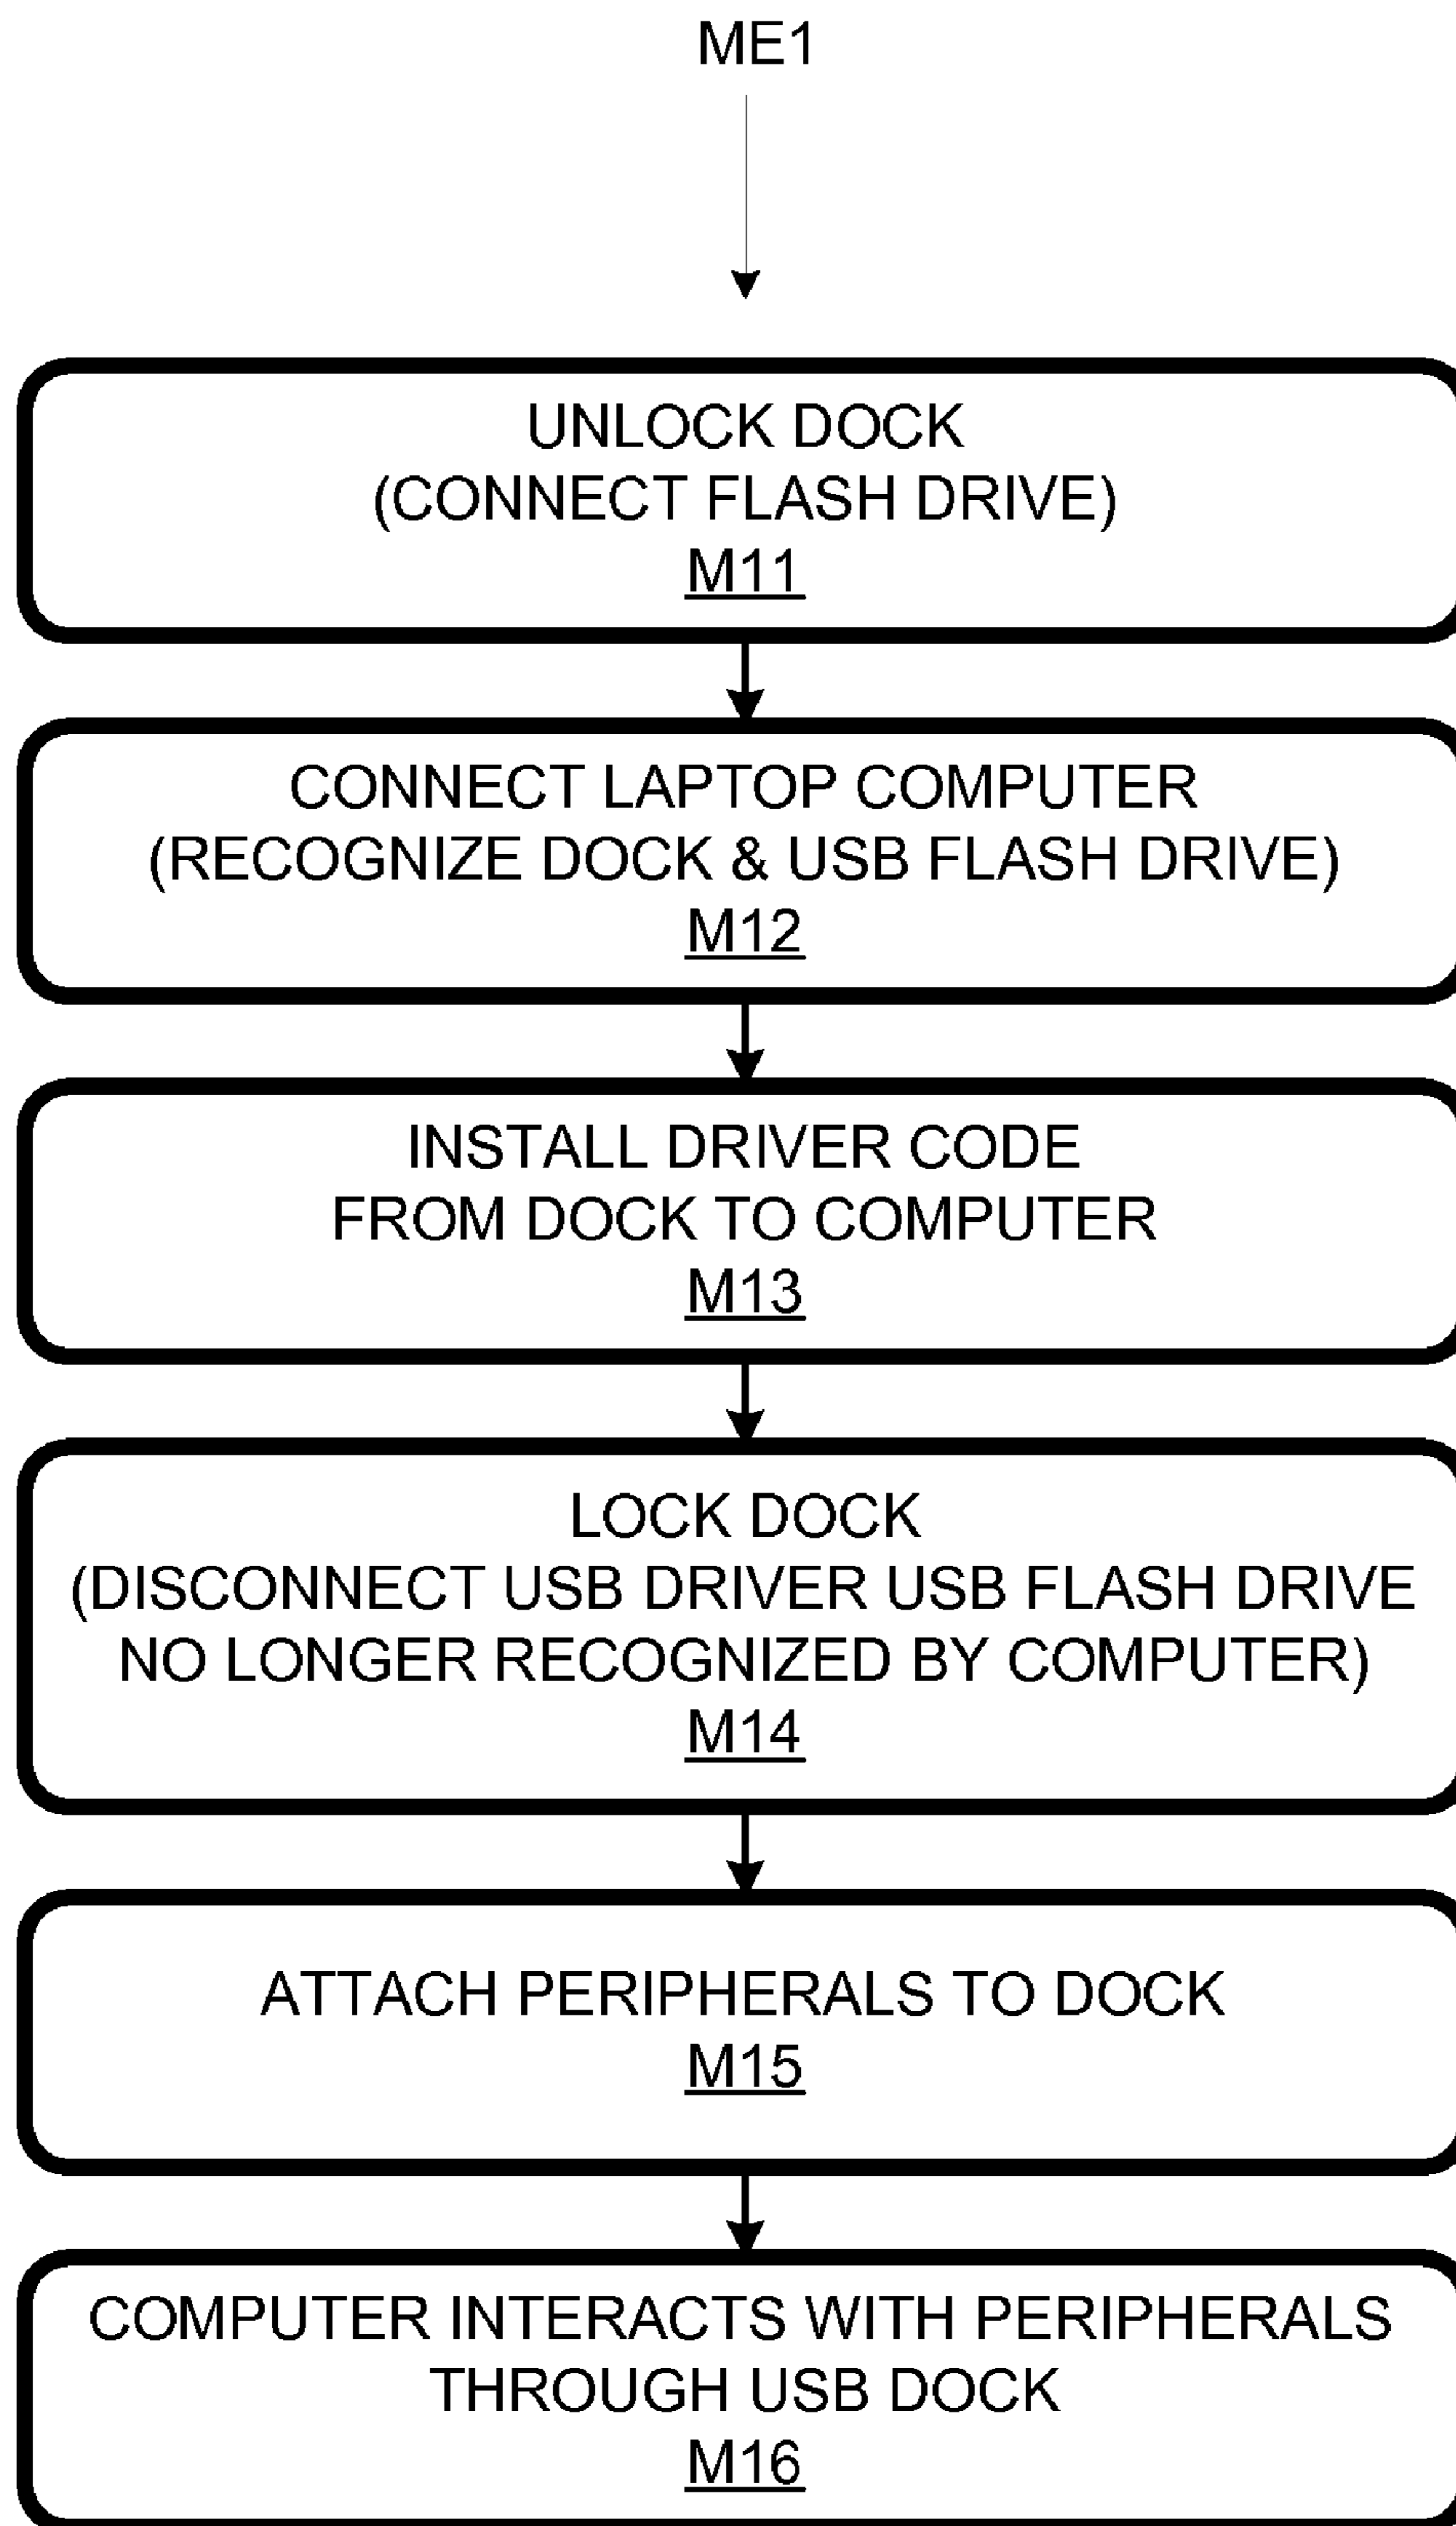 ME1
UNLOCK DOCK
(CONNECT FLASH DRIVE)
M11
CONNECT LAPTOP COMPUTER
(RECOGNIZE DOCK & USB FLASH DRIVE)
M12
INSTALL DRIVER CODE
FROM DOCK TO COMPUTER
M13
LOCK DOCK
(DISCONNECT USB DRIVER USB FLASH DRIVE
NO LONGER RECOGNIZED BY COMPUTER)
M14
ATTACH PERIPHERALS TO DOCK
M15
COMPUTER INTERACTS WITH PERIPHERALS
THROUGH USB DOCK
M16